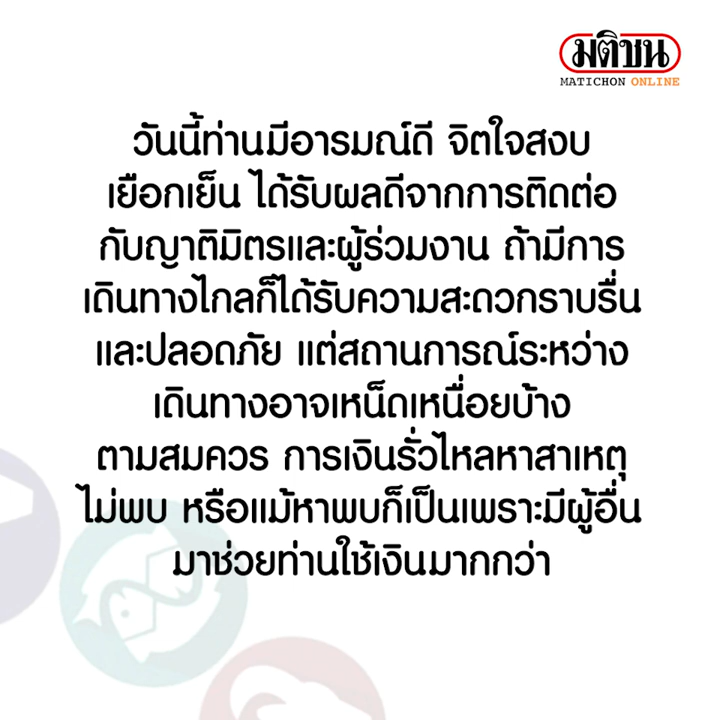 มติชน
MATICHON ONLINE
วันนี้ท่านมีอารมณ์ดี จิตใจสงบ
เยือกเย็น ได้รับผลดีจากการติดต่อ
กับญาติมิตรและผู้ร่วมงาน ถ้ามีการ
เดินทางไกลก็ได้รับความสะดวกราบรื่น
และปลอดภัย แต่สถานการณ์ระหว่าง
เดินทางอาจเหน็ดเหนื่อยบ้าง
ตามสมควร การเงินรั่วไหลหาสาเหตุ
ไม่พบ หรือแม้หาพบก็เป็นเพราะมีผู้อื่น
มาช่วยท่านใช้เงินมากกว่า